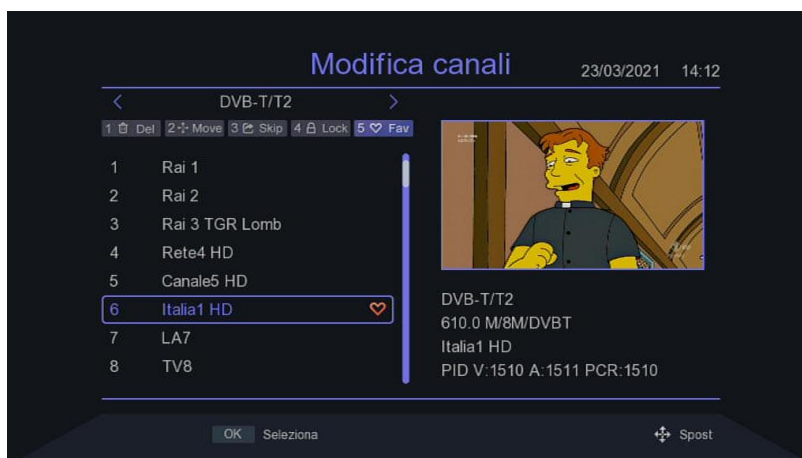 Modifica canali
23/03/2021 14:12
DVB-T/T2
1 Del 2 Move 3 Skip 4 Lock 5 Fav
1 Rai 1
2 Rai 2
3 Rai 3 TGR Lomb
4 Rete4 HD
5 Canale5 HD
6 Italia1 HD
7 LA7
8 TV8
DVB-T/T2
610.0 M/8M/DVBT
Italia1 HD
PID V:1510 A:1511 PCR:1510
OK Seleziona
Spost